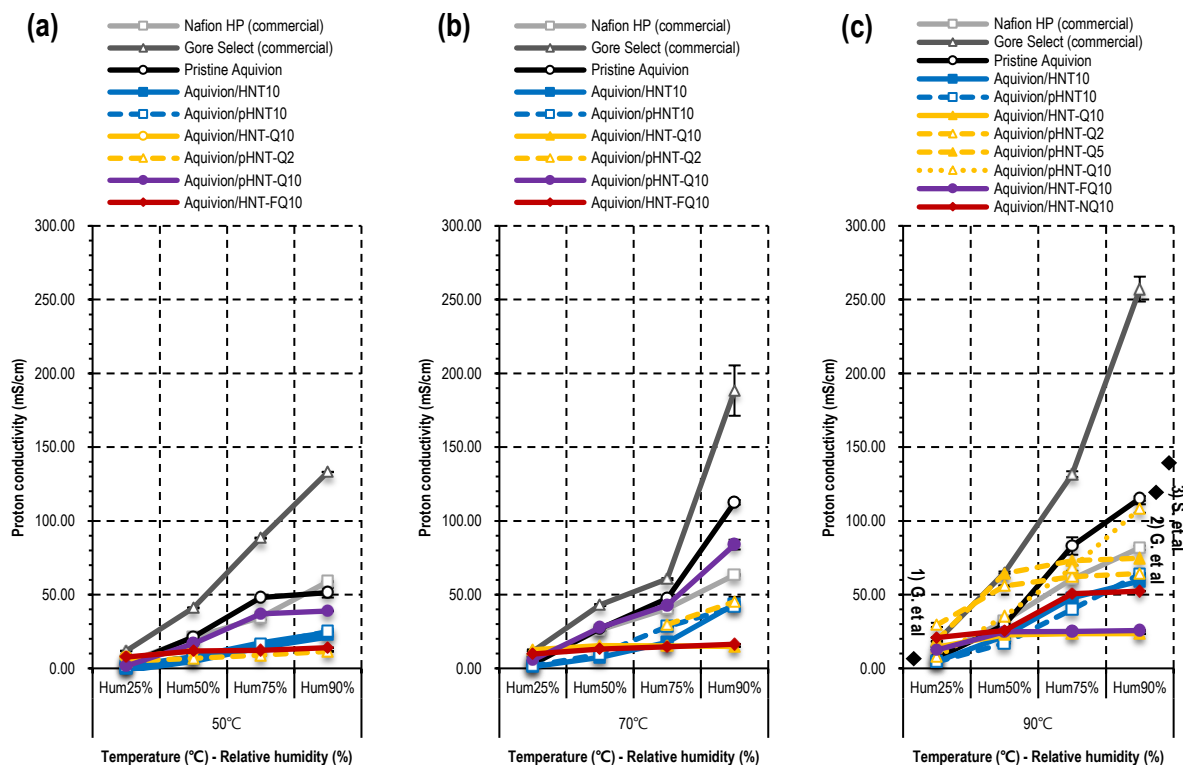 (a)
Nafion HP (commercial)
Gore Select (commercial)
Pristine Aquivion
Aquivion/HNT10
Aquivion/pHNT10
Aquivion/HNT-Q10
Aquivion/pHNT-Q2
Aquivion/pHNT-Q10
Aquivion/HNT-FQ10
300.00
250.00
200.00
150.00
100.00
50.00
0.00
Proton conductivity (mS/cm)
Hum25% Hum50% Hum75% Hum90%
50℃
Temperature (℃) - Relative humidity (%)
(b)
Nafion HP (commercial)
Gore Select (commercial)
Pristine Aquivion
Aquivion/HNT10
Aquivion/pHNT10
Aquivion/HNT-Q10
Aquivion/pHNT-Q2
Aquivion/pHNT-Q10
Aquivion/HNT-FQ10
300.00
250.00
200.00
150.00
100.00
50.00
0.00
Proton conductivity (mS/cm)
Hum25% Hum50% Hum75% Hum90%
70℃
Temperature (℃) - Relative humidity (%)
(c)
Nafion HP (commercial)
Gore Select (commercial)
Pristine Aquivion
Aquivion/HNT10
Aquivion/pHNT10
Aquivion/HNT-Q10
Aquivion/pHNT-Q2
Aquivion/pHNT-Q5
Aquivion/pHNT-Q10
Aquivion/HNT-FQ10
Aquivion/HNT-NQ10
300.00
250.00
200.00
150.00
100.00
50.00
0.00
Proton conductivity (mS/cm)
1) G. et al
2) G. et al
3) S. et al.
Hum25% Hum50% Hum75% Hum90%
90℃
Temperature (℃) - Relative humidity (%)